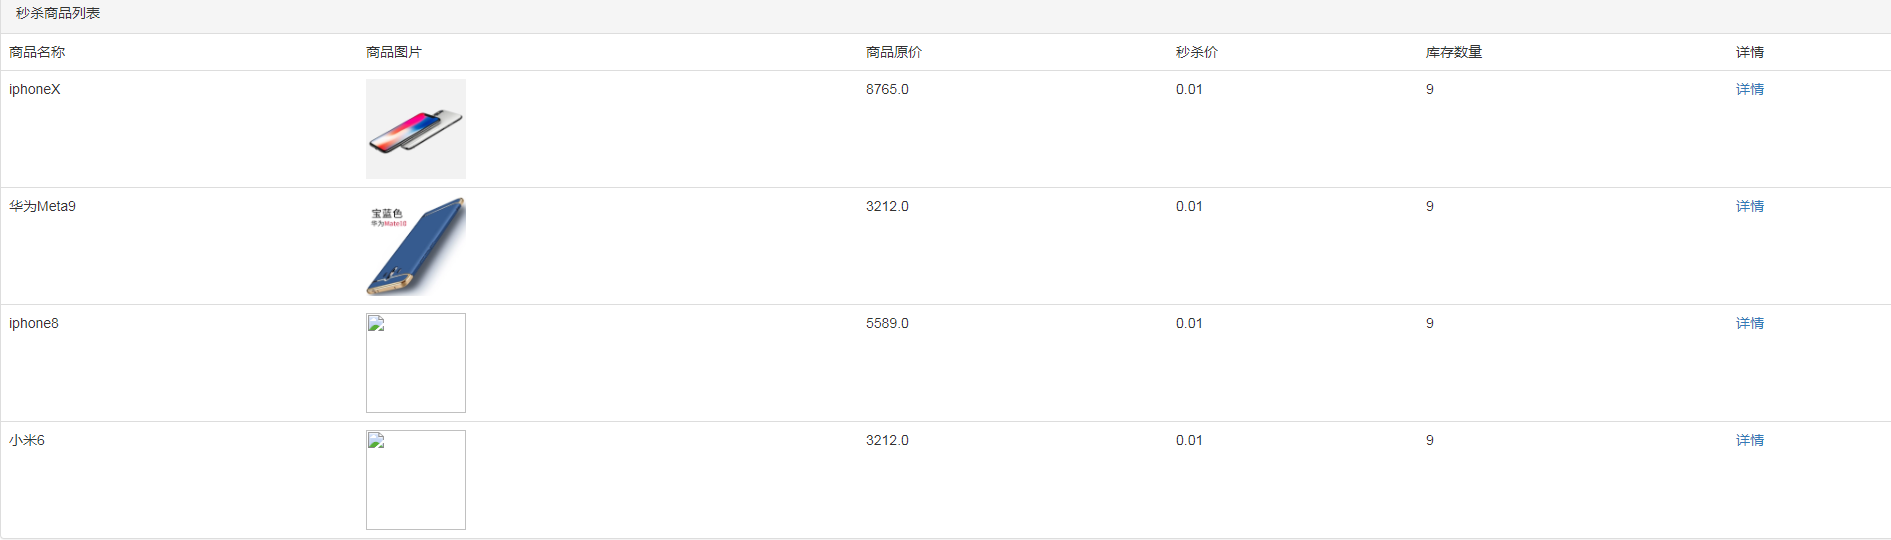 秒杀商品列表
商品名称 商品图片 商品原价 秒杀价 库存数量 详情
iphoneX 8765.0 0.01 9 详情
华为Meta9 3212.0 0.01 9 详情
宝蓝色
华为Mate10
iphone8 5589.0 0.01 9 详情
小米6 3212.0 0.01 9 详情